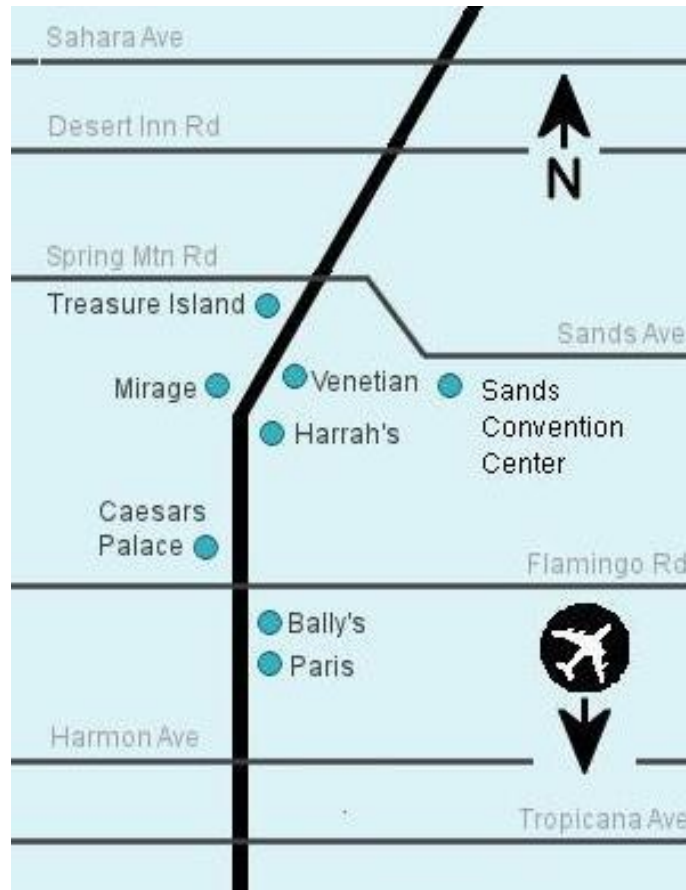 Sahara Ave
Desert Inn Rd
N
Spring Mtn Rd
Treasure Island
Sands Ave
Mirage
Venetian
Sands
Convention
Center
Harrah's
Caesars
Palace
Flamingo Rd
Bally's
Paris
Harmon Ave
Tropicana Ave